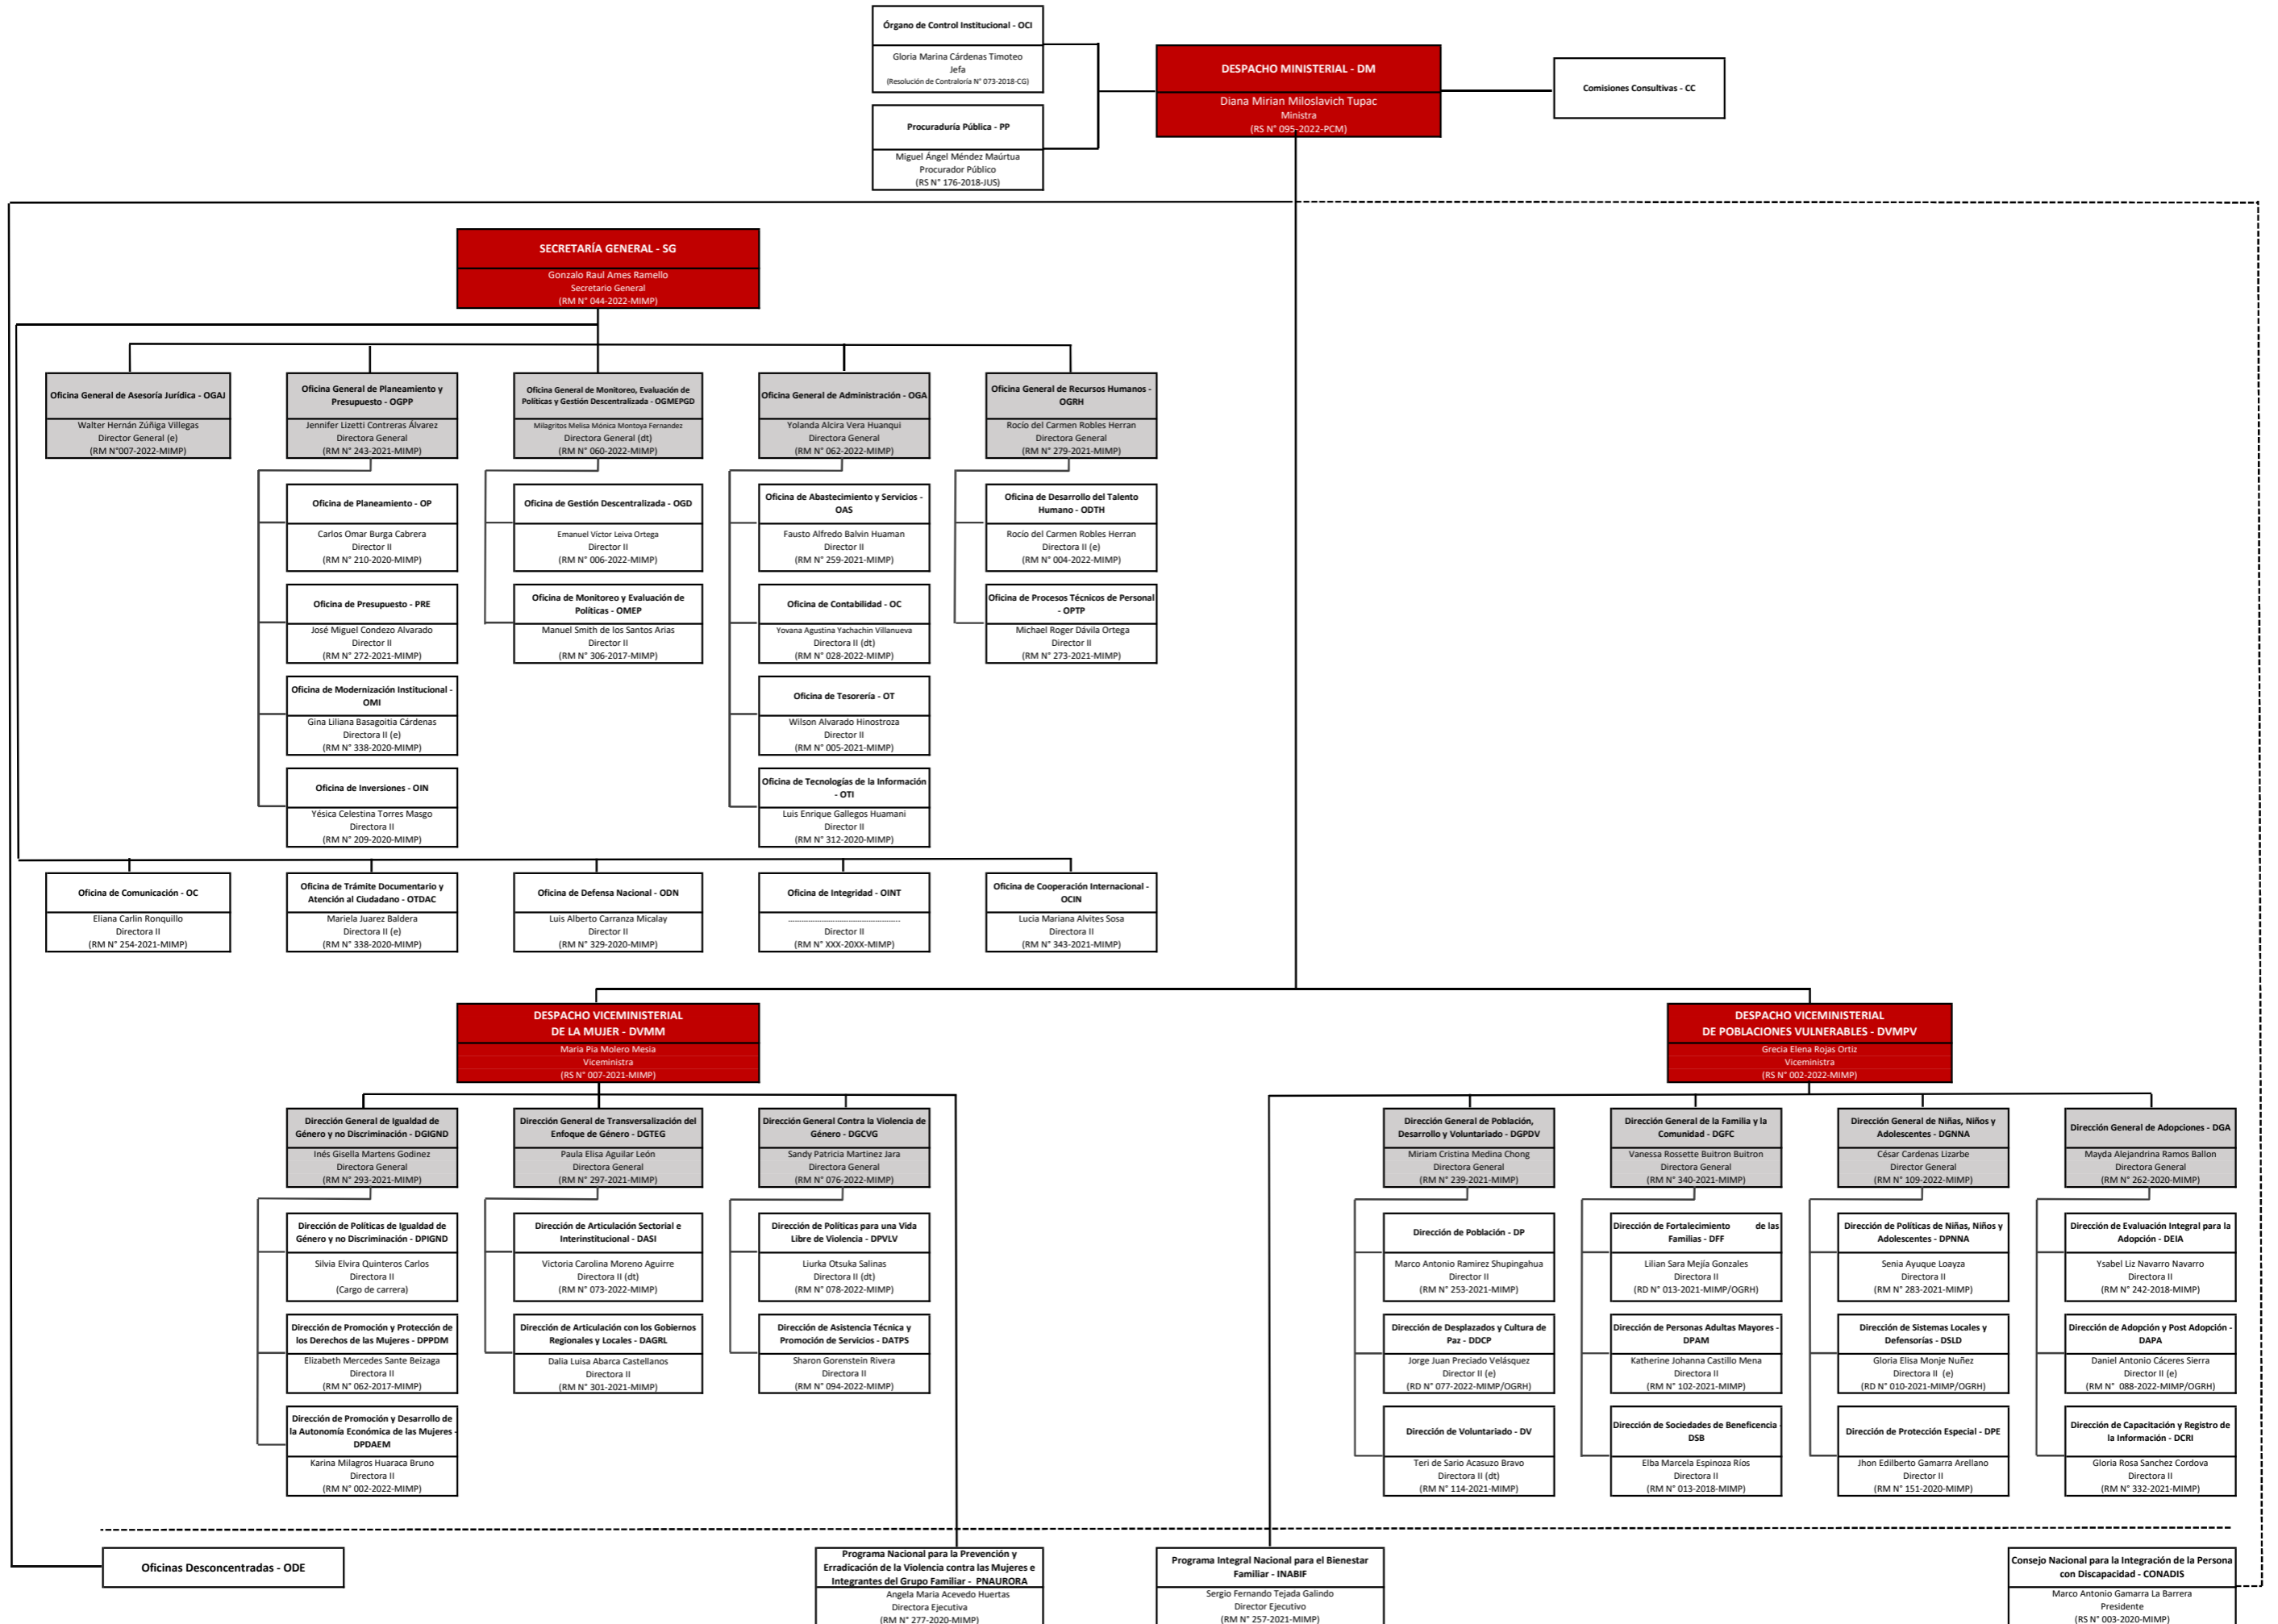 Órgano de Control Institucional - OCI
Gloria Marina Cárdenas Timoteo
Jefa
(Resolución de Contraloría N° 073-2018-CG)
Procuraduría Pública - PP
Miguel Ángel Méndez Maúrtua
Procurador Público
(RS N° 176-2018-JUS)
DESPACHO MINISTERIAL - DM
Diana Mirian Miloslavich Tupac
Ministra
(RS N° 095-2022-PCM)
Comisiones Consultivas - CC
SECRETARÍA GENERAL - SG
Gonzalo Raul Ames Ramello
Secretario General
(RM N° 044-2022-MIMP)
Oficina General de Asesoría Jurídica - OGAJ
Walter Hernán Zúñiga Villegas
Director General (e)
(RM N°007-2022-MIMP)
Oficina General de Planeamiento y
Presupuesto - OGPP
Jennifer Lizetti Contreras Álvarez
Directora General
(RM N° 243-2021-MIMP)
Oficina General de Monitoreo, Evaluación de
Políticas y Gestión Descentralizada - OGMEPGD
Milagritos Melisa Mónica Montoya Fernandez
Directora General (dt)
(RM N° 060-2022-MIMP)
Oficina General de Administración - OGA
Yolanda Alcira Vera Huanqui
Directora General
(RM N° 062-2022-MIMP)
Oficina General de Recursos Humanos -
OGRH
Rocío del Carmen Robles Herran
Directora General
(RM N° 279-2021-MIMP)
Oficina de Planeamiento - OP
Carlos Omar Burga Cabrera
Director II
(RM N° 210-2020-MIMP)
Oficina de Gestión Descentralizada - OGD
Emanuel Víctor Leiva Ortega
Director II
(RM N° 006-2022-MIMP)
Oficina de Abastecimiento y Servicios -
OAS
Fausto Alfredo Balvin Huaman
Director II
(RM N° 259-2021-MIMP)
Oficina de Desarrollo del Talento
Humano - ODTH
Rocío del Carmen Robles Herran
Directora II (e)
(RM N° 004-2022-MIMP)
Oficina de Presupuesto - PRE
José Miguel Condezo Alvarado
Director II
(RM N° 272-2021-MIMP)
Oficina de Monitoreo y Evaluación de
Políticas - OMEP
Manuel Smith de los Santos Arias
Director II
(RM N° 306-2017-MIMP)
Oficina de Contabilidad - OC
Yovana Agustina Yachachin Villanueva
Directora II (dt)
(RM N° 028-2022-MIMP)
Oficina de Procesos Técnicos de Personal
- OPTP
Michael Roger Dávila Ortega
Director II
(RM N° 273-2021-MIMP)
Oficina de Modernización Institucional -
OMI
Gina Liliana Basagoitia Cárdenas
Directora II (e)
(RM N° 338-2020-MIMP)
Oficina de Tesorería - OT
Wilson Alvarado Hinostroza
Director II
(RM N° 005-2021-MIMP)
Oficina de Inversiones - OIN
Yésica Celestina Torres Masgo
Directora II
(RM N° 209-2020-MIMP)
Oficina de Tecnologías de la Información
- OTI
Luis Enrique Gallegos Huamani
Director II
(RM N° 312-2020-MIMP)
Oficina de Comunicación - OC
Eliana Carlin Ronquillo
Directora II
(RM N° 254-2021-MIMP)
Oficina de Trámite Documentario y
Atención al Ciudadano - OTDAC
Mariela Juarez Baldera
Directora II (e)
(RM N° 338-2020-MIMP)
Oficina de Defensa Nacional - ODN
Luis Alberto Carranza Micalay
Director II
(RM N° 329-2020-MIMP)
Oficina de Integridad - OINT
................................................
Director II
(RM N° XXX-20XX-MIMP)
Oficina de Cooperación Internacional -
OCIN
Lucia Mariana Alvites Sosa
Directora II
(RM N° 343-2021-MIMP)
DESPACHO VICEMINISTERIAL
DE LA MUJER - DVMM
Maria Pia Molero Mesia
Viceministra
(RS N° 007-2021-MIMP)
DESPACHO VICEMINISTERIAL
DE POBLACIONES VULNERABLES - DVMPV
Grecia Elena Rojas Ortiz
Viceministra
(RS N° 002-2022-MIMP)
Dirección General de Igualdad de
Género y no Discriminación - DGIGND
Inés Gisella Martens Godinez
Directora General
(RM N° 293-2021-MIMP)
Dirección General de Transversalización del
Enfoque de Género - DGTEG
Paula Elisa Aguilar León
Directora General
(RM N° 297-2021-MIMP)
Dirección General Contra la Violencia de
Género - DGCVG
Sandy Patricia Martinez Jara
Directora General
(RM N° 076-2022-MIMP)
Dirección General de Población,
Desarrollo y Voluntariado - DGPDV
Miriam Cristina Medina Chong
Directora General
(RM N° 239-2021-MIMP)
Dirección General de la Familia y la
Comunidad - DGFC
Vanessa Rossette Buitron Buitron
Directora General
(RM N° 340-2021-MIMP)
Dirección General de Niñas, Niños y
Adolescentes - DGNNA
César Cardenas Lizarbe
Director General
(RM N° 109-2022-MIMP)
Dirección General de Adopciones - DGA
Mayda Alejandrina Ramos Ballon
Directora General
(RM N° 262-2020-MIMP)
Dirección de Políticas de Igualdad de
Género y no Discriminación - DPIGND
Silvia Elvira Quinteros Carlos
Directora II
(Cargo de carrera)
Dirección de Articulación Sectorial e
Interinstitucional - DASI
Victoria Carolina Moreno Aguirre
Directora II (dt)
(RM N° 073-2022-MIMP)
Dirección de Políticas para una Vida
Libre de Violencia - DPVLV
Liurka Otsuka Salinas
Directora II (dt)
(RM N° 078-2022-MIMP)
Dirección de Población - DP
Marco Antonio Ramirez Shupingahua
Director II
(RM N° 253-2021-MIMP)
Dirección de Fortalecimiento de las
Familias - DFF
Lilian Sara Mejía Gonzales
Directora II
(RD N° 013-2021-MIMP/OGRH)
Dirección de Políticas de Niñas, Niños y
Adolescentes - DPNNA
Senia Ayuque Loayza
Directora II
(RM N° 283-2021-MIMP)
Dirección de Evaluación Integral para la
Adopción - DEIA
Ysabel Liz Navarro Navarro
Directora II
(RM N° 242-2018-MIMP)
Dirección de Promoción y Protección de
los Derechos de las Mujeres - DPPDM
Elizabeth Mercedes Sante Beizaga
Directora II
(RM N° 062-2017-MIMP)
Dirección de Articulación con los Gobiernos
Regionales y Locales - DAGRL
Dalia Luisa Abarca Castellanos
Directora II
(RM N° 301-2021-MIMP)
Dirección de Asistencia Técnica y
Promoción de Servicios - DATPS
Sharon Gorenstein Rivera
Directora II
(RM N° 094-2022-MIMP)
Dirección de Desplazados y Cultura de
Paz - DDCP
Jorge Juan Preciado Velásquez
Director II (e)
(RD N° 077-2022-MIMP/OGRH)
Dirección de Personas Adultas Mayores -
DPAM
Katherine Johanna Castillo Mena
Directora II
(RM N° 102-2021-MIMP)
Dirección de Sistemas Locales y
Defensorías - DSLD
Gloria Elisa Monje Nuñez
Directora II (e)
(RD N° 010-2021-MIMP/OGRH)
Dirección de Adopción y Post Adopción -
DAPA
Daniel Antonio Cáceres Sierra
Director II (e)
(RM N° 088-2022-MIMP/OGRH)
Dirección de Promoción y Desarrollo de
la Autonomía Económica de las Mujeres -
DPDAEM
Karina Milagros Huaraca Bruno
Directora II
(RM N° 002-2022-MIMP)
Dirección de Voluntariado - DV
Teri de Sario Acasuzo Bravo
Directora II (dt)
(RM N° 114-2021-MIMP)
Dirección de Sociedades de Beneficencia -
DSB
Elba Marcela Espinoza Ríos
Directora II
(RM N° 013-2018-MIMP)
Dirección de Protección Especial - DPE
Jhon Edilberto Gamarra Arellano
Director II
(RM N° 151-2020-MIMP)
Dirección de Capacitación y Registro de
la Información - DCRI
Gloria Rosa Sanchez Cordova
Directora II
(RM N° 332-2021-MIMP)
Oficinas Desconcentradas - ODE
Programa Nacional para la Prevención y
Erradicación de la Violencia contra las Mujeres e
Integrantes del Grupo Familiar - PNAURORA
Angela Maria Acevedo Huertas
Directora Ejecutiva
(RM N° 277-2020-MIMP)
Programa Integral Nacional para el Bienestar
Familiar - INABIF
Sergio Fernando Tejada Galindo
Director Ejecutivo
(RM N° 257-2021-MIMP)
Consejo Nacional para la Integración de la Persona
con Discapacidad - CONADIS
Marco Antonio Gamarra La Barrera
Presidente
(RS N° 003-2020-MIMP)